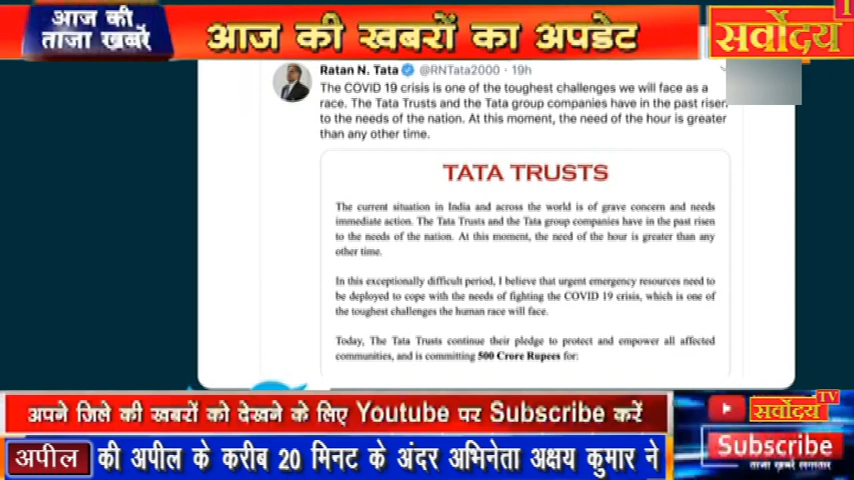 आज की
ताजा खबरें
आज की खबरों का अपडेट
सर्वोदय TV
Ratan N. Tata @RNTata2000 · 19h
The COVID 19 crisis is one of the toughest challenges we will face as a
race. The Tata Trusts and the Tata group companies have in the past risen
to the needs of the nation. At this moment, the need of the hour is greater
than any other time.
TATA TRUSTS
The current situation in India and across the world is of grave concern and needs
immediate action. The Tata Trusts and the Tata group companies have in the past risen
to the needs of the nation. At this moment, the need of the hour is greater than any
other time.
In this exceptionally difficult period, I believe that urgent emergency resources need to
be deployed to cope with the needs of fighting the COVID 19 crisis, which is one of
the toughest challenges the human race will face.
Today, The Tata Trusts continue their pledge to protect and empower all affected
communities, and is committing 500 Crore Rupees for:
अपने जिले की खबरों को देखने के लिए Youtube पर Subscribe करें
सर्वोदय TV
Subscribe
ताजा ख़बरें लगातार
अपील की अपील के करीब 20 मिनट के अंदर अभिनेता अक्षय कुमार ने